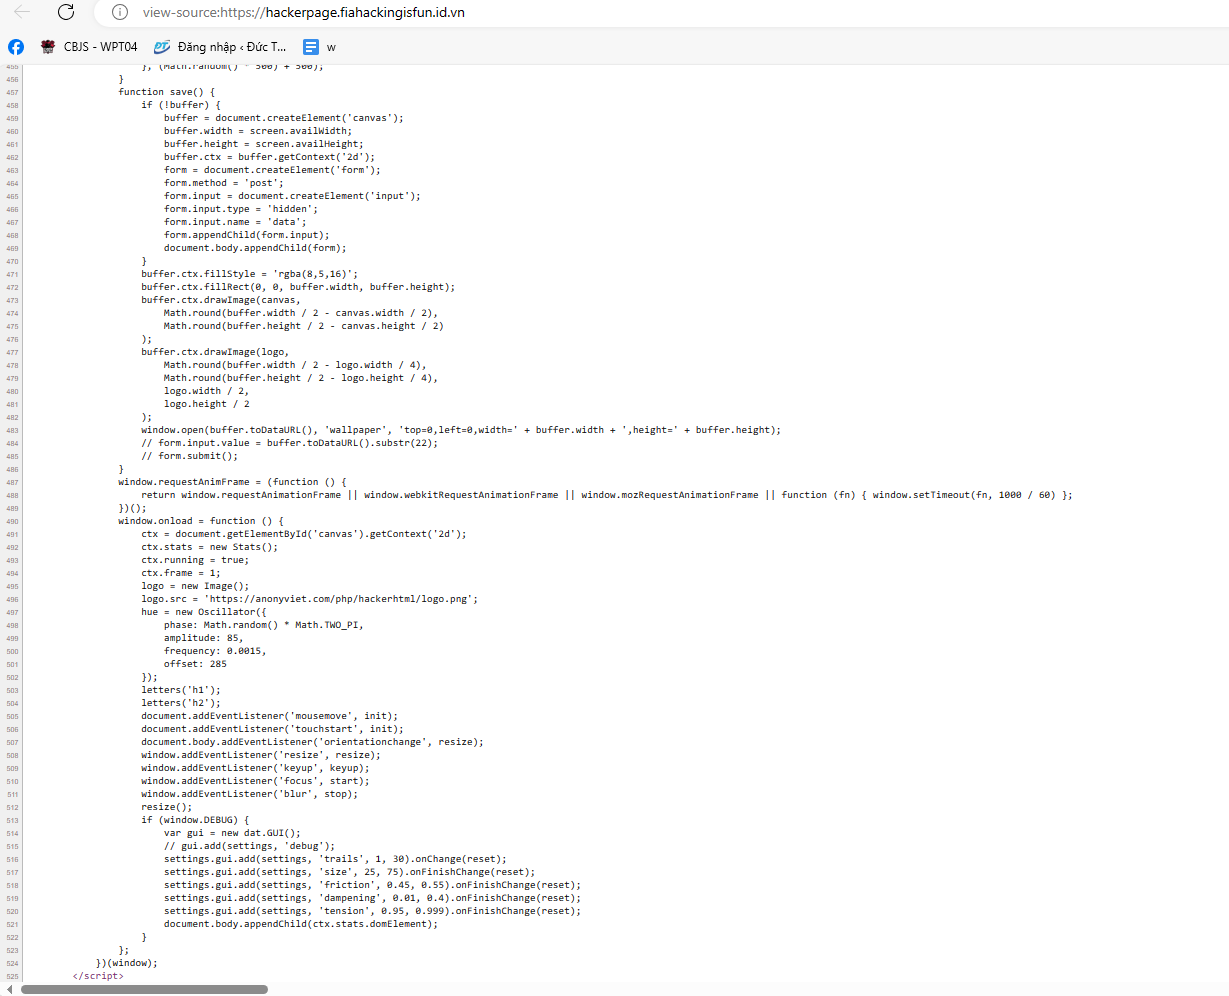 view-source:https://hackerpage.fiahackingisfun.id.vn
CBJS - WPT04 Đăng nhập ‹ Đức T... w
455 }, (Math.random() * 500) + 500);
456 }
457 function save() {
458 if (!buffer) {
459 buffer = document.createElement('canvas');
460 buffer.width = screen.availWidth;
461 buffer.height = screen.availHeight;
462 buffer.ctx = buffer.getContext('2d');
463 form = document.createElement('form');
464 form.method = 'post';
465 form.input = document.createElement('input');
466 form.input.type = 'hidden';
467 form.input.name = 'data';
468 form.appendChild(form.input);
469 document.body.appendChild(form);
470 }
471 buffer.ctx.fillStyle = 'rgba(8,5,16)';
472 buffer.ctx.fillRect(0, 0, buffer.width, buffer.height);
473 buffer.ctx.drawImage(canvas,
474 Math.round(buffer.width / 2 - canvas.width / 2),
475 Math.round(buffer.height / 2 - canvas.height / 2)
476 );
477 buffer.ctx.drawImage(logo,
478 Math.round(buffer.width / 2 - logo.width / 4),
479 Math.round(buffer.height / 2 - logo.height / 4),
480 logo.width / 2,
481 logo.height / 2
482 );
483 window.open(buffer.toDataURL(), 'wallpaper', 'top=0,left=0,width=' + buffer.width + ',height=' + buffer.height);
484 // form.input.value = buffer.toDataURL().substr(22);
485 // form.submit();
486 }
487 window.requestAnimFrame = (function () {
488 return window.requestAnimationFrame || window.webkitRequestAnimationFrame || window.mozRequestAnimationFrame || function (fn) { window.setTimeout(fn, 1000 / 60) };
489 })();
490 window.onload = function () {
491 ctx = document.getElementById('canvas').getContext('2d');
492 ctx.stats = new Stats();
493 ctx.running = true;
494 ctx.frame = 1;
495 logo = new Image();
496 logo.src = 'https://anonyviet.com/php/hackerhtml/logo.png';
497 hue = new Oscillator({
498 phase: Math.random() * Math.TWO_PI,
499 amplitude: 85,
500 frequency: 0.0015,
501 offset: 285
502 });
503 letters('h1');
504 letters('h2');
505 document.addEventListener('mousemove', init);
506 document.addEventListener('touchstart', init);
507 document.body.addEventListener('orientationchange', resize);
508 window.addEventListener('resize', resize);
509 window.addEventListener('keyup', keyup);
510 window.addEventListener('focus', start);
511 window.addEventListener('blur', stop);
512 resize();
513 if (window.DEBUG) {
514 var gui = new dat.GUI();
515 // gui.add(settings, 'debug');
516 settings.gui.add(settings, 'trails', 1, 30).onChange(reset);
517 settings.gui.add(settings, 'size', 25, 75).onFinishChange(reset);
518 settings.gui.add(settings, 'friction', 0.45, 0.55).onFinishChange(reset);
519 settings.gui.add(settings, 'dampening', 0.01, 0.4).onFinishChange(reset);
520 settings.gui.add(settings, 'tension', 0.95, 0.999).onFinishChange(reset);
521 document.body.appendChild(ctx.stats.domElement);
522 }
523 };
524 })(window);
525 </script>